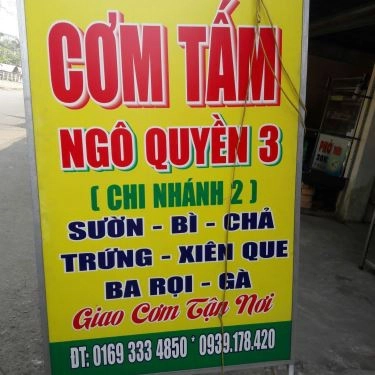 CƠM TẤM
NGÔ QUYỀN 3
( CHI NHÁNH 2 )
SƯỜN - BÌ - CHẢ
TRỨNG - XIÊN QUE
BA RỌI - GÀ
Giao Cơm Tận Nơi
ĐT: 0169 333 4850 * 0939.178.420